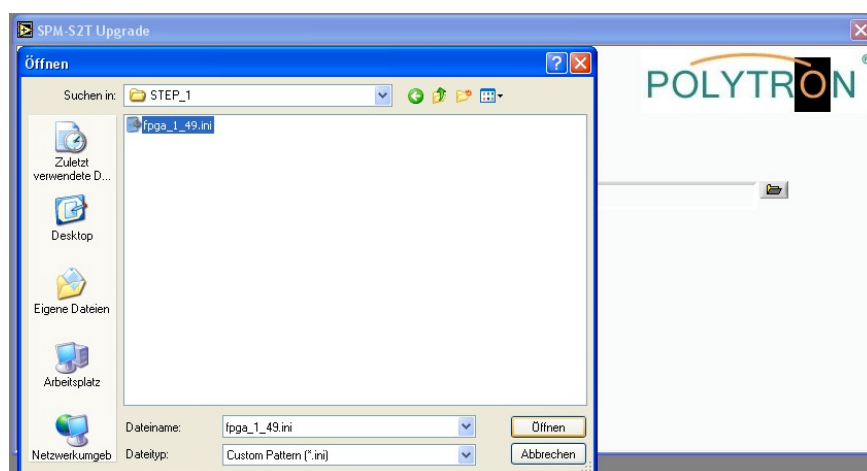 SPM-S2T Upgrade
Öffnen
Suchen in: STEP_1
POLYTRON ®
fpga_1_49.ini
Zuletzt
verwendete D...
Desktop
Eigene Dateien
Arbeitsplatz
Netzwerkumgeb
Dateiname: fpga_1_49.ini Öffnen
Dateityp: Custom Pattern (*.ini) Abbrechen